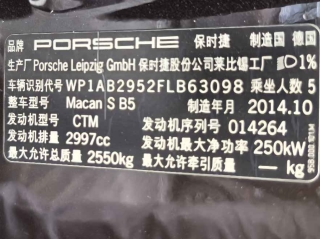 品牌 PORSCHE 保时捷 制造国 德国
生产厂 Porsche Leipzig GmbH 保时捷股份公司莱比锡工厂 1%
车辆识别代号 WP1AB2952FLB63098 乘坐人数 5
整车型号 Macan S B5 制造年月 2014.10
发动机型号 CTM 发动机序列号 014264
发动机排量 2997cc 发动机最大净功率 250kW
最大允许总质量 2550kg 最大允许牵引质量 — kg